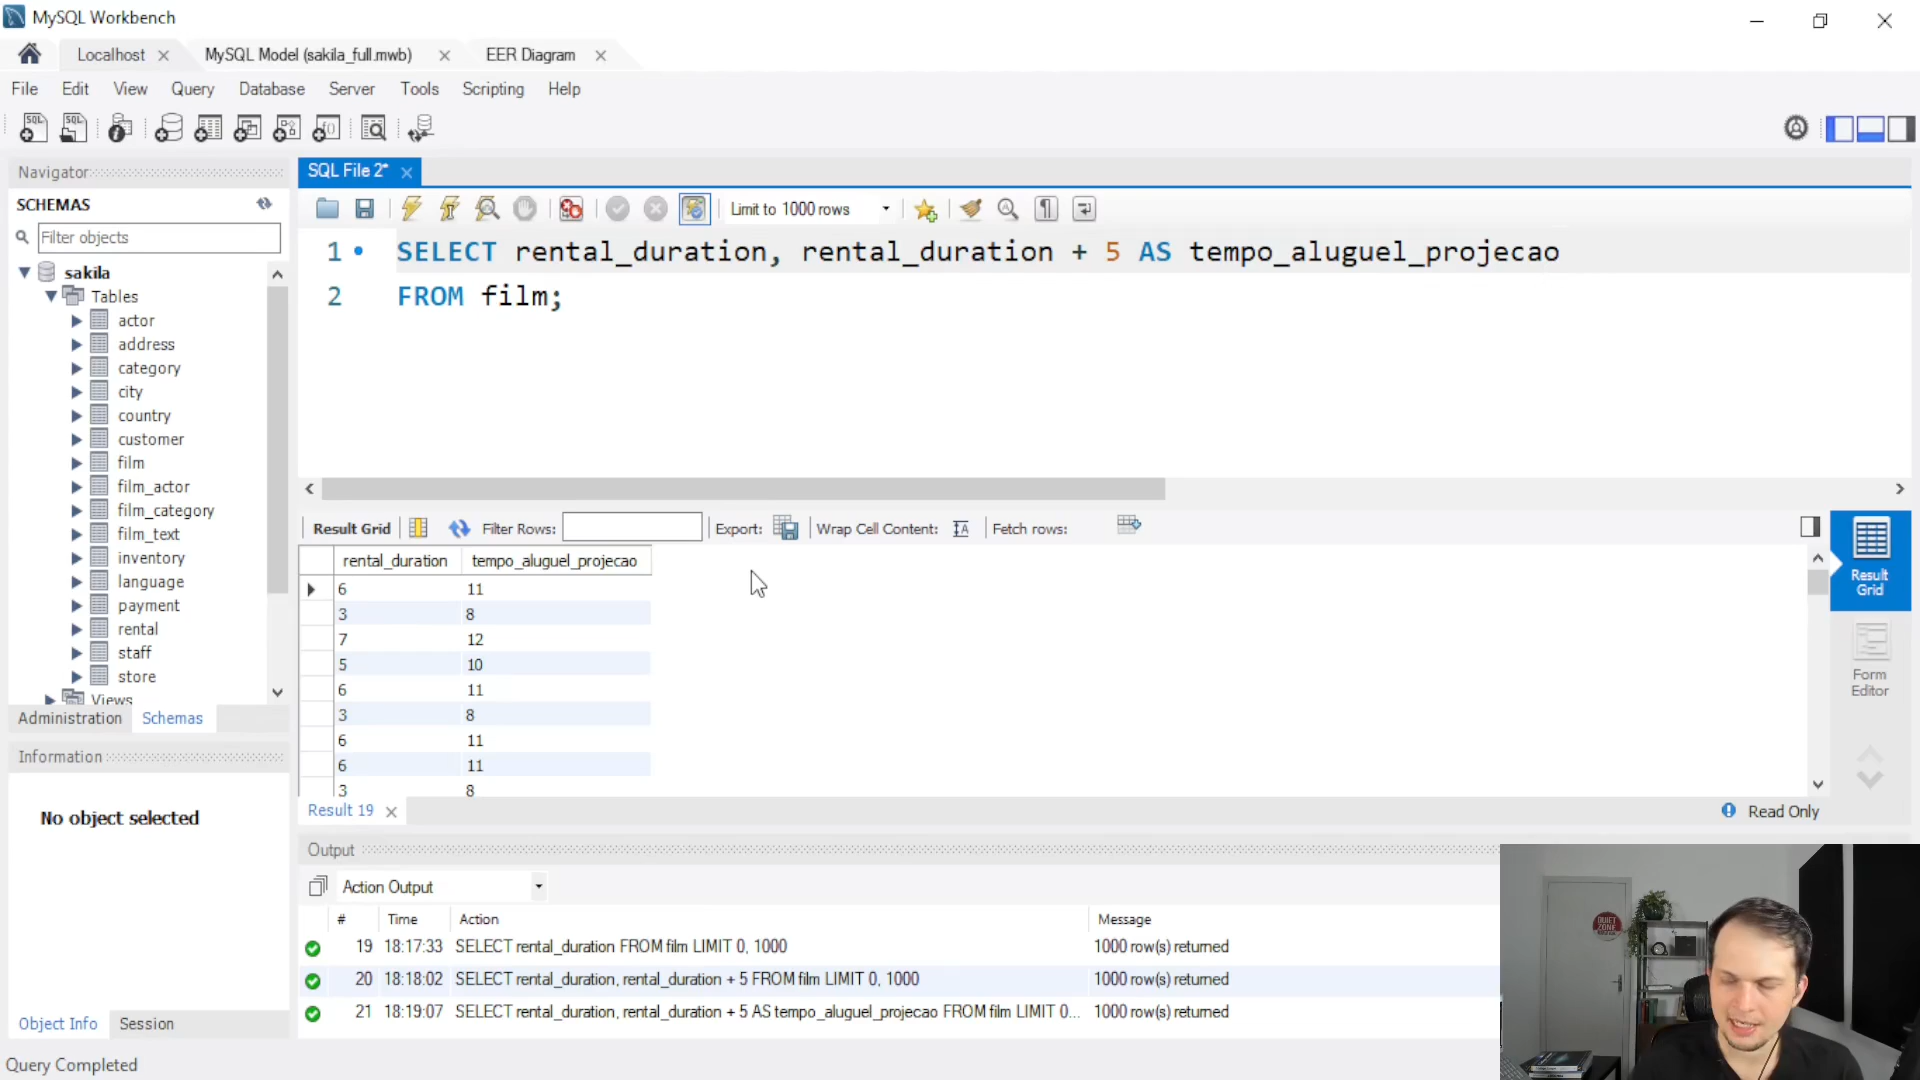 MySQL Workbench
Localhost
MySQL Model (sakila_full.mwb)
EER Diagram
File Edit View Query Database Server Tools Scripting Help
Navigator
SCHEMAS
Filter objects
sakila
Tables
actor
address
category
city
country
customer
film
film_actor
film_category
film_text
inventory
language
payment
rental
staff
store
Views
Administration Schemas
Information
No object selected
Object Info Session
Query Completed
SQL File 2*
Limit to 1000 rows
1 SELECT rental_duration, rental_duration + 5 AS tempo_aluguel_projecao
2 FROM film;
Result Grid Filter Rows: Export: Wrap Cell Content: Fetch rows:
rental_duration tempo_aluguel_projecao
6 11
3 8
7 12
5 10
6 11
3 8
6 11
6 11
3 8
Result Grid
Form Editor
Result 19
Read Only
Output
Action Output
# Time Action Message
19 18:17:33 SELECT rental_duration FROM film LIMIT 0, 1000 1000 row(s) returned
20 18:18:02 SELECT rental_duration, rental_duration + 5 FROM film LIMIT 0, 1000 1000 row(s) returned
21 18:19:07 SELECT rental_duration, rental_duration + 5 AS tempo_aluguel_projecao FROM film LIMIT 0... 1000 row(s) returned
QUIET
ZONE